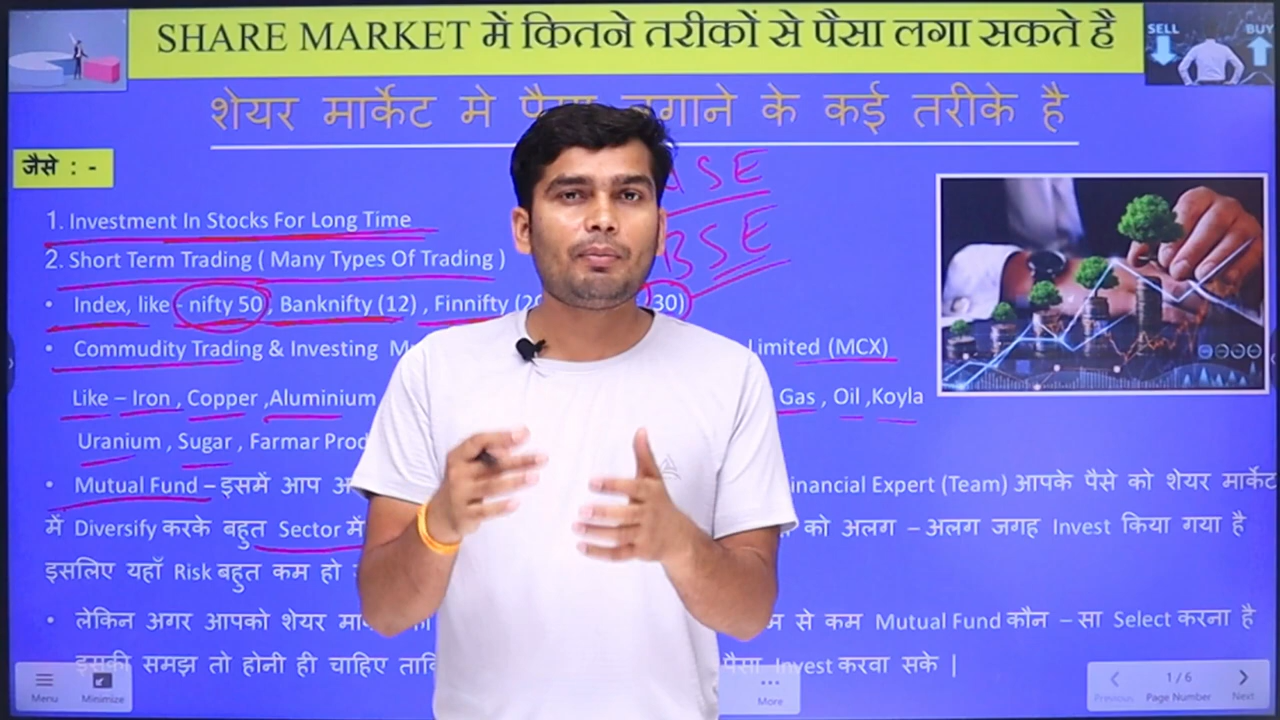 SHARE MARKET में कितने तरीकों से पैसा लगा सकते है
SELL BUY
शेयर मार्केट मे के कई तरीके है
जैसे : -
SE
BSE
1. Investment In Stocks For Long Time
2. Short Term Trading ( Many Types Of Trading )
• Index, like nifty 50 , Banknifty (12) , Finnifty 30)
• Commudity Trading & Investing Limited (MCX)
Like – Iron , Copper ,Aluminium Gas , Oil ,Koyla
Uranium , Sugar , Farmar
• Mutual Fund – इसमें आप Expert (Team) आपके पैसे को शेयर मार्केट
में Diversify करके बहुत Sector में को अलग – अलग जगह Invest किया गया है
इसलिए यहाँ Risk बहुत कम हो
• लेकिन अगर आपको शेयर से कम Mutual Fund कौन – सा Select करना है
इसकी समझ तो होनी ही चाहिए पैसा Invest करवा सके |
Menu Minimize More Previous 1 / 6 Page Number Next